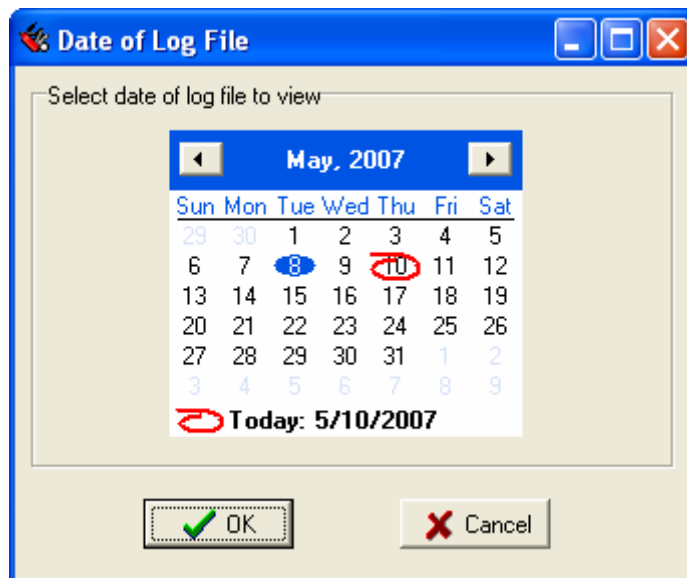 Date of Log File
Select date of log file to view
May, 2007
Sun Mon Tue Wed Thu Fri Sat
29 30 1 2 3 4 5
6 7 8 9 10 11 12
13 14 15 16 17 18 19
20 21 22 23 24 25 26
27 28 29 30 31 1 2
3 4 5 6 7 8 9
Today: 5/10/2007
OK Cancel